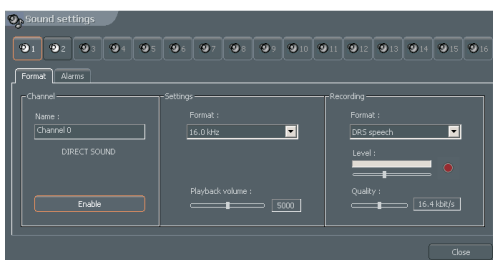 Sound settings
1 2 3 4 5 6 7 8 9 10 11 12 13 14 15 16
Format Alarms
Channel
Name :
Channel 0
DIRECT SOUND
Enable
Settings
Format :
16.0 kHz
Playback volume :
5000
Recording
Format :
DRS speech
Level :
Quality :
16.4 kbit/s
Close